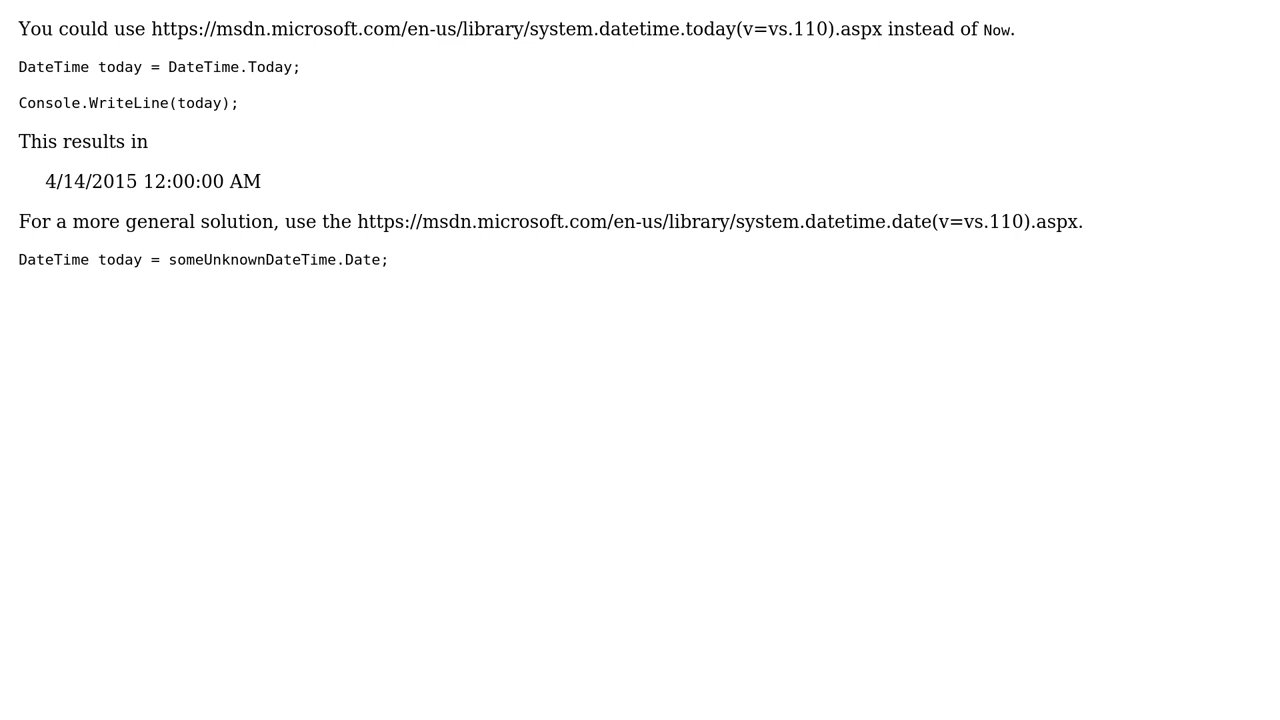 You could use https://msdn.microsoft.com/en-us/library/system.datetime.today(v=vs.110).aspx instead of Now.
DateTime today = DateTime.Today;
Console.WriteLine(today);
This results in
4/14/2015 12:00:00 AM
For a more general solution, use the https://msdn.microsoft.com/en-us/library/system.datetime.date(v=vs.110).aspx.
DateTime today = someUnknownDateTime.Date;